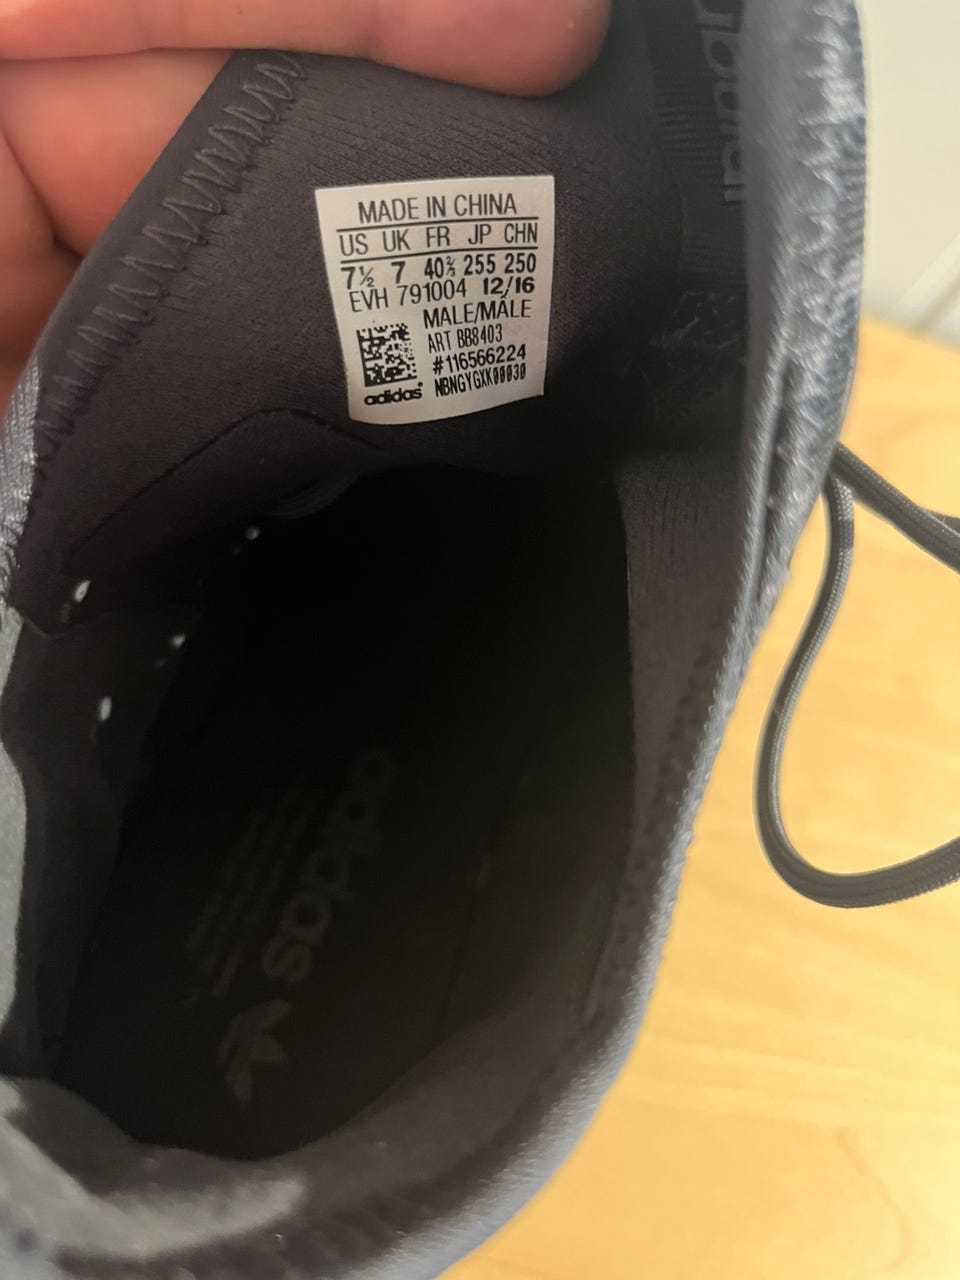 MADE IN CHINA
US UK FR JP CHN
7½ 7 40⅔ 255 250
EVH 791004 12/16
MALE/MÂLE
ART BB8403
#116566224
NBNGYGXK00030
adidas®
adidas